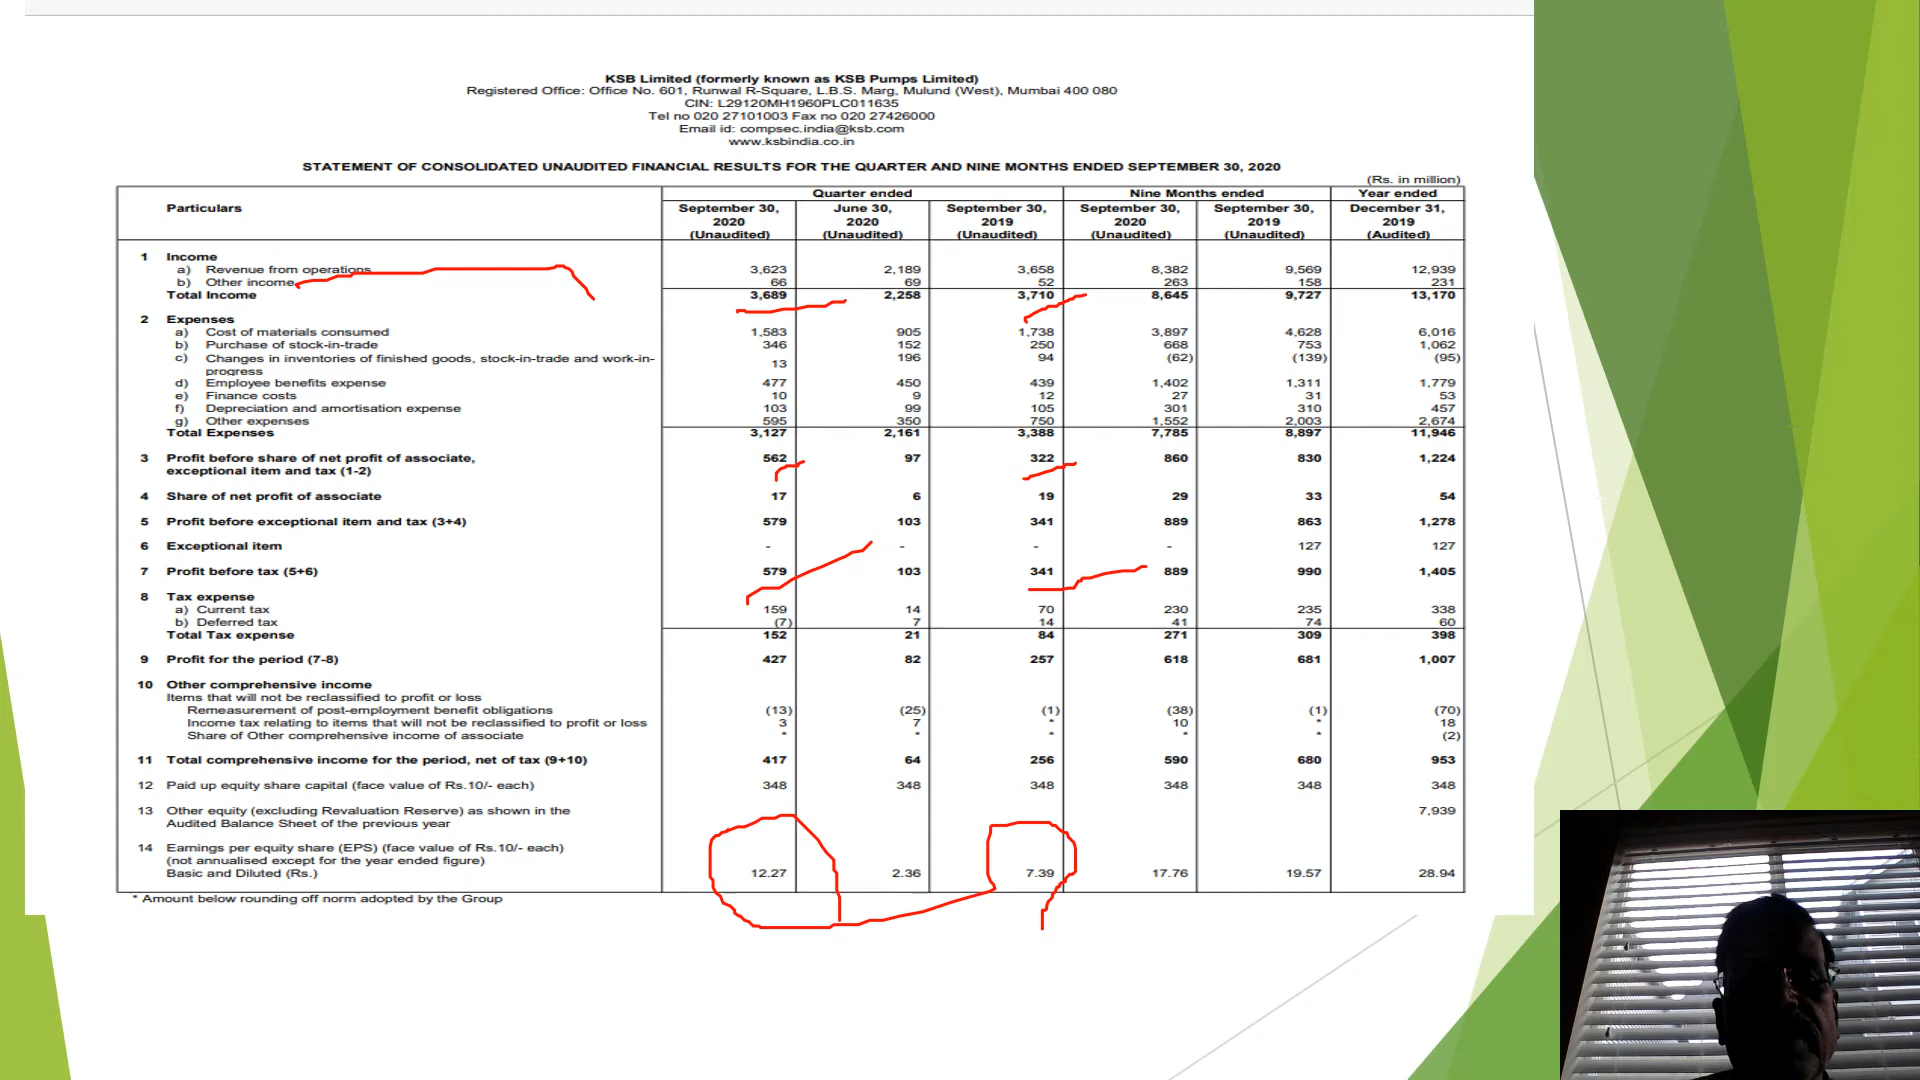 KSB Limited (formerly known as KSB Pumps Limited)
Registered Office: Office No. 601, Runwal R-Square, L.B.S. Marg, Mulund (West), Mumbai 400 080
CIN: L29120MH1960PLC011635
Tel no 020 27101003 Fax no 020 27426000
Email id: compsec.india@ksb.com
www.ksbindia.co.in
STATEMENT OF CONSOLIDATED UNAUDITED FINANCIAL RESULTS FOR THE QUARTER AND NINE MONTHS ENDED SEPTEMBER 30, 2020
(Rs. in million)
Quarter ended Nine Months ended Year ended
Particulars September 30, June 30, September 30, September 30, September 30, December 31,
2020 2020 2019 2020 2019 2019
(Unaudited) (Unaudited) (Unaudited) (Unaudited) (Unaudited) (Audited)
1 Income
a) Revenue from operations 3,623 2,189 3,658 8,382 9,569 12,939
b) Other income 66 69 52 263 158 231
Total Income 3,689 2,258 3,710 8,645 9,727 13,170
2 Expenses
a) Cost of materials consumed 1,583 905 1,738 3,897 4,628 6,016
b) Purchase of stock-in-trade 346 152 250 668 753 1,062
c) Changes in inventories of finished goods, stock-in-trade and work-in- 196 94 (62) (139) (95)
progress 13
d) Employee benefits expense 477 450 439 1,402 1,311 1,779
e) Finance costs 10 9 12 27 31 53
f) Depreciation and amortisation expense 103 99 105 301 310 457
g) Other expenses 595 350 750 1,552 2,003 2,674
Total Expenses 3,127 2,161 3,388 7,785 8,897 11,946
3 Profit before share of net profit of associate, 562 97 322 860 830 1,224
exceptional item and tax (1-2)
4 Share of net profit of associate 17 6 19 29 33 54
5 Profit before exceptional item and tax (3+4) 579 103 341 889 863 1,278
6 Exceptional item - - - - 127 127
7 Profit before tax (5+6) 579 103 341 889 990 1,405
8 Tax expense
a) Current tax 159 14 70 230 235 338
b) Deferred tax (7) 7 14 41 74 60
Total Tax expense 152 21 84 271 309 398
9 Profit for the period (7-8) 427 82 257 618 681 1,007
10 Other comprehensive income
Items that will not be reclassified to profit or loss
Remeasurement of post-employment benefit obligations (13) (25) (1) (38) (1) (70)
Income tax relating to items that will not be reclassified to profit or loss 3 7 * 10 * 18
Share of Other comprehensive income of associate * * * * * (2)
11 Total comprehensive income for the period, net of tax (9+10) 417 64 256 590 680 953
12 Paid up equity share capital (face value of Rs.10/- each) 348 348 348 348 348 348
13 Other equity (excluding Revaluation Reserve) as shown in the 7,939
Audited Balance Sheet of the previous year
14 Earnings per equity share (EPS) (face value of Rs.10/- each)
(not annualised except for the year ended figure)
Basic and Diluted (Rs.) 12.27 2.36 7.39 17.76 19.57 28.94
* Amount below rounding off norm adopted by the Group